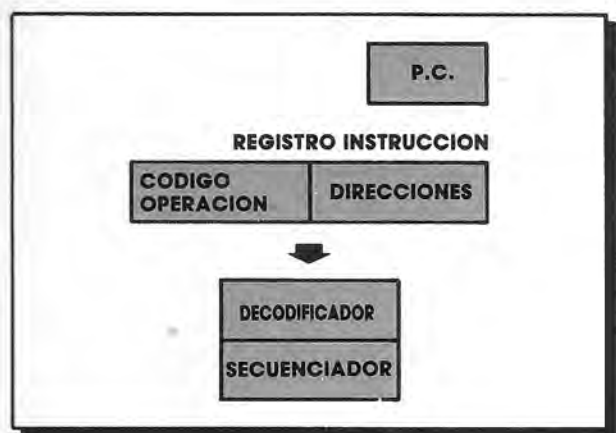 P.C.
REGISTRO INSTRUCCION
CODIGO
OPERACION
DIRECCIONES
DECODIFICADOR
SECUENCIADOR